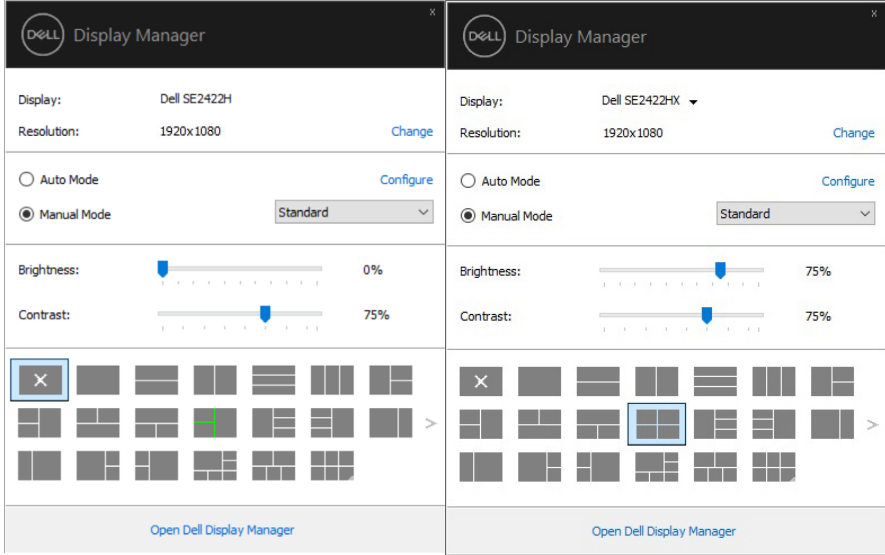 x
DELL Display Manager
Display: Dell SE2422H
Resolution: 1920x1080 Change
Auto Mode Configure
Manual Mode Standard
Brightness: 0%
Contrast: 75%
>
Open Dell Display Manager
x
DELL Display Manager
Display: Dell SE2422HX
Resolution: 1920x1080 Change
Auto Mode Configure
Manual Mode Standard
Brightness: 75%
Contrast: 75%
>
Open Dell Display Manager